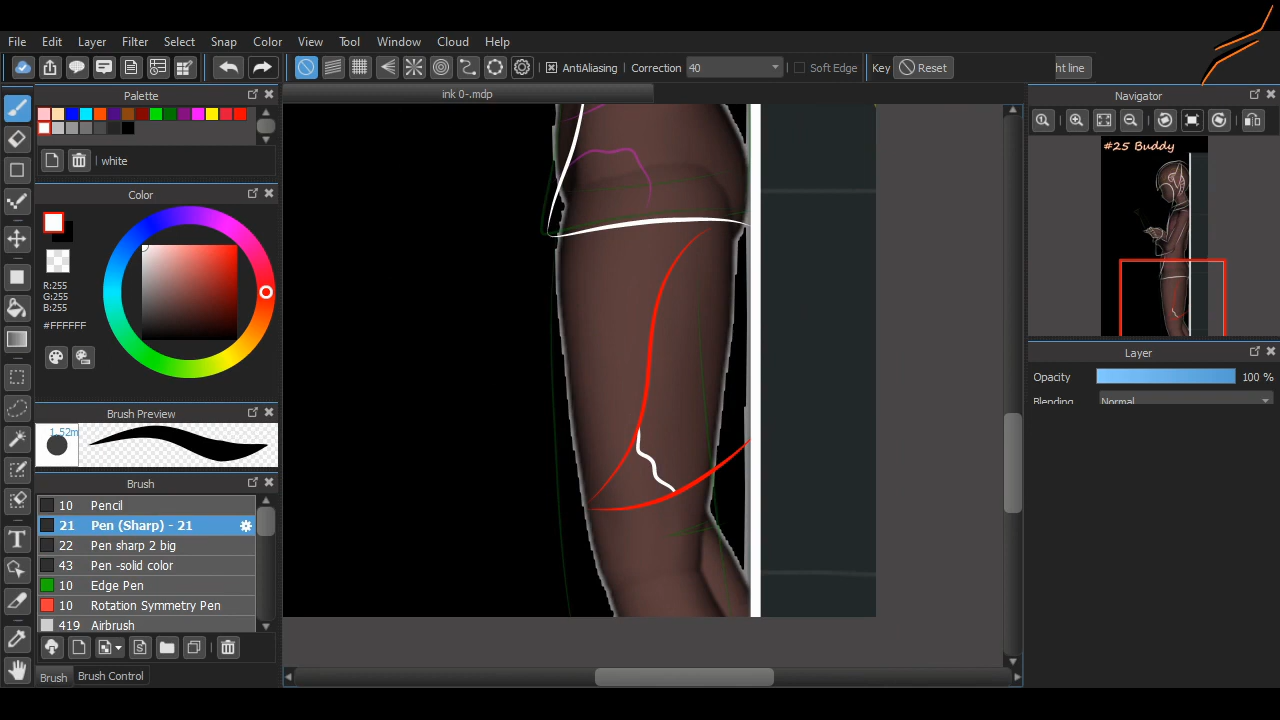 File Edit Layer Filter Select Snap Color View Tool Window Cloud Help
AntiAliasing Correction 40 Soft Edge Key Reset ht line
Palette
ink 0-.mdp
Navigator
white
#25 Buddy
Color
R:255
G:255
B:255
#FFFFFF
Layer
Opacity 100 %
Blending Normal
Brush Preview
1.52m
Brush
10 Pencil
21 Pen (Sharp) - 21
22 Pen sharp 2 big
43 Pen -solid color
10 Edge Pen
10 Rotation Symmetry Pen
419 Airbrush
Brush Brush Control